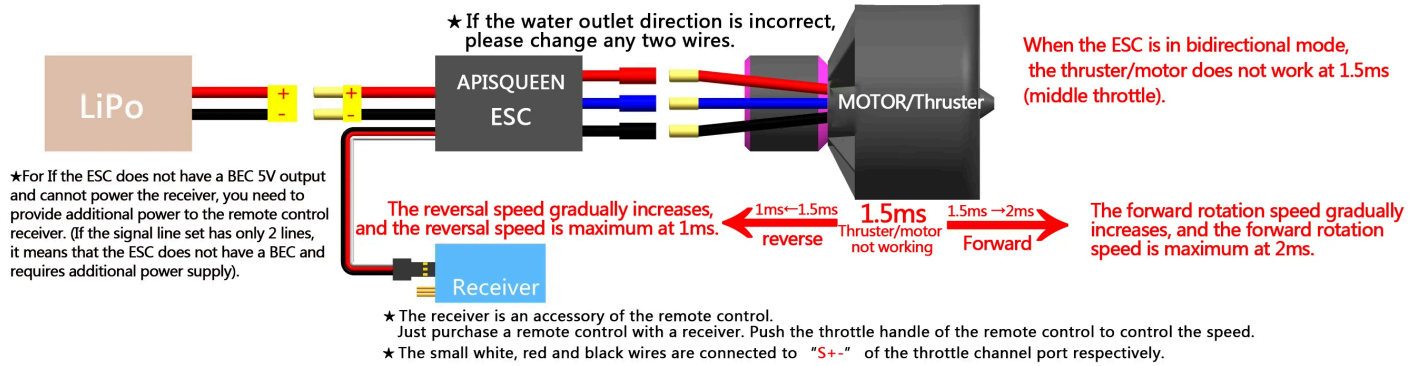 ★If the water outlet direction is incorrect,
please change any two wires.
LiPo
+
-
+
-
APISQUEEN
ESC
MOTOR/Thruster
When the ESC is in bidirectional mode,
the thruster/motor does not work at 1.5ms
(middle throttle).
★For If the ESC does not have a BEC 5V output
and cannot power the receiver, you need to
provide additional power to the remote control
receiver. (If the signal line set has only 2 lines,
it means that the ESC does not have a BEC and
requires additional power supply).
The reversal speed gradually increases,
and the reversal speed is maximum at 1ms.
1ms←1.5ms
reverse
1.5ms
Thruster/motor
not working
1.5ms →2ms
Forward
The forward rotation speed gradually
increases, and the forward rotation
speed is maximum at 2ms.
Receiver
★The receiver is an accessory of the remote control.
Just purchase a remote control with a receiver. Push the throttle handle of the remote control to control the speed.
★The small white, red and black wires are connected to “S+-” of the throttle channel port respectively.